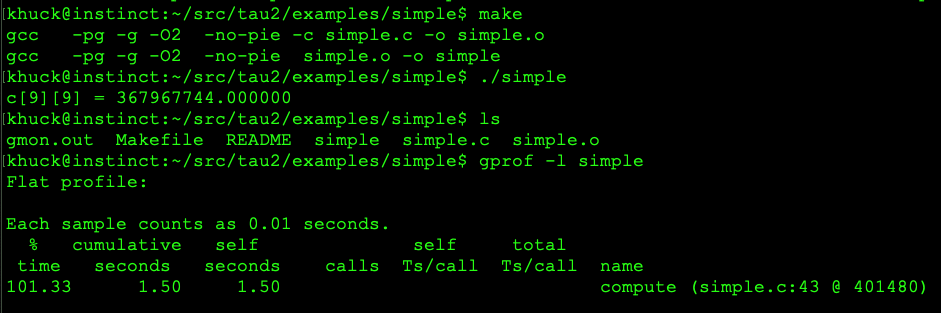 khuck@instinct:~/src/tau2/examples/simple$ make
gcc   -pg -g -O2  -no-pie -c simple.c -o simple.o
gcc   -pg -g -O2  -no-pie  simple.o -o simple
khuck@instinct:~/src/tau2/examples/simple$ ./simple
c[9][9] = 367967744.000000
khuck@instinct:~/src/tau2/examples/simple$ ls
gmon.out  Makefile  README  simple  simple.c  simple.o
khuck@instinct:~/src/tau2/examples/simple$ gprof -l simple
Flat profile:
Each sample counts as 0.01 seconds.
  %   cumulative   self              self     total
 time   seconds   seconds    calls  Ts/call  Ts/call  name
101.33      1.50     1.50                             compute (simple.c:43 @ 401480)